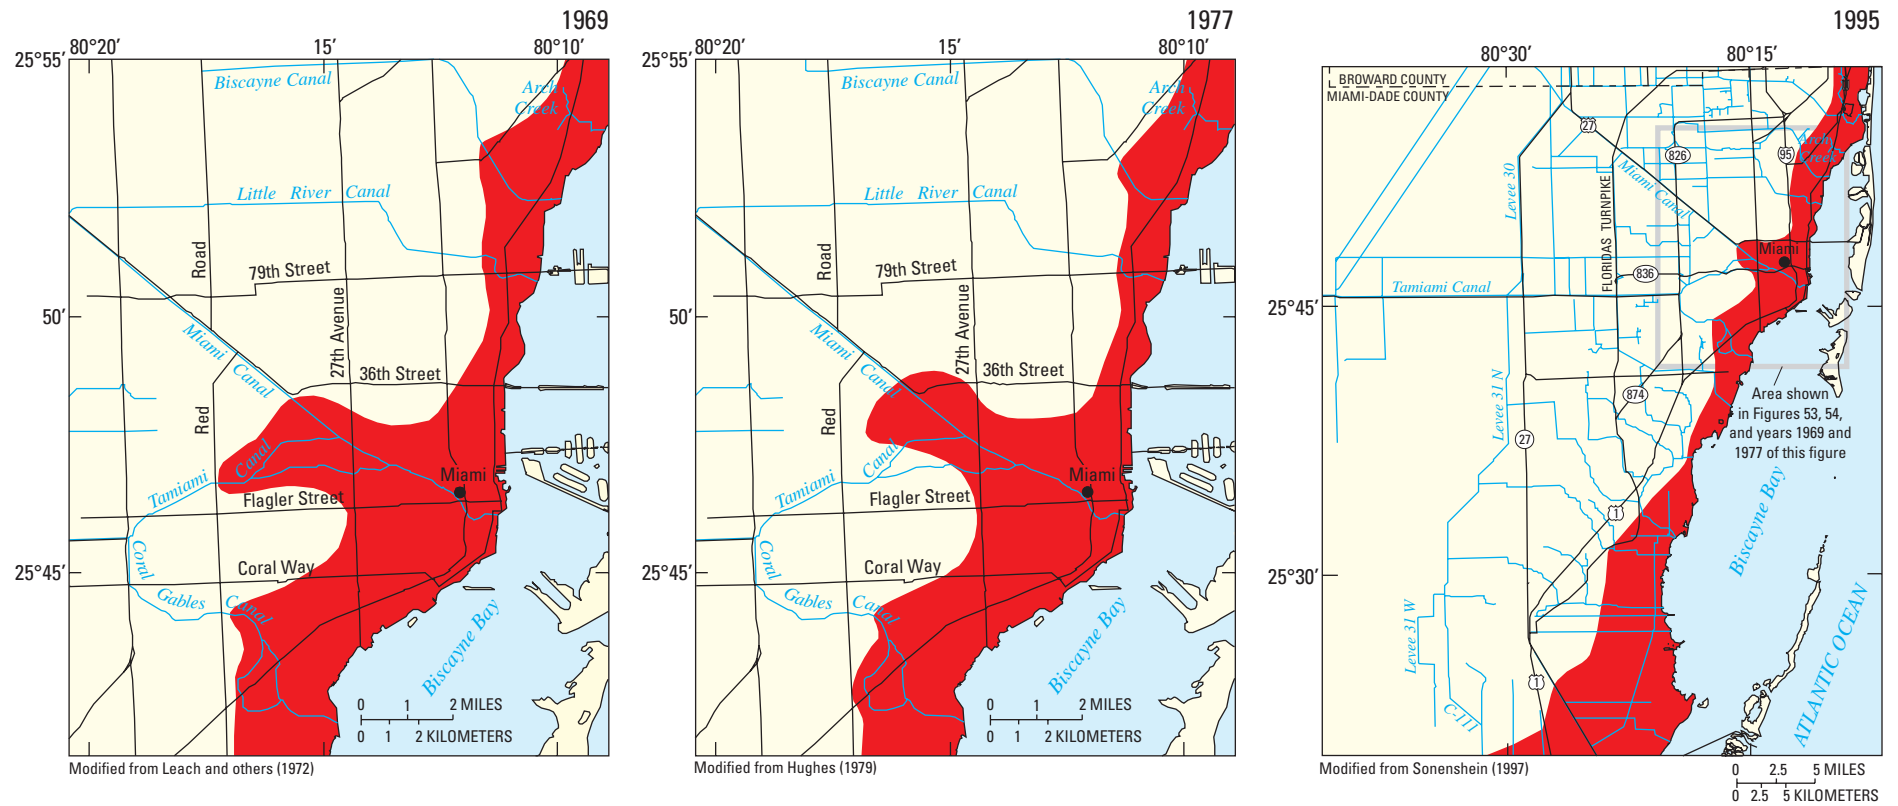 1969
80°20′ 15′ 80°10′
25°55′
Biscayne Canal
Arch
Creek
Little River Canal
Road
79th Street
27th Avenue
50′
Miami
Canal
36th Street
Red
Canal
Tamiami
Miami
Flagler Street
Coral
Coral Way
25°45′
Gables Canal
Biscayne Bay
0 1 2 MILES
0 1 2 KILOMETERS
Modified from Leach and others (1972)
1977
80°20′ 15′ 80°10′
25°55′
Biscayne Canal
Arch
Creek
Little River Canal
Road
79th Street
27th Avenue
50′
Miami
Canal
36th Street
Red
Canal
Tamiami
Miami
Flagler Street
Coral
Coral Way
25°45′
Gables Canal
Biscayne Bay
0 1 2 MILES
0 1 2 KILOMETERS
Modified from Hughes (1979)
1995
80°30′ 80°15′
BROWARD COUNTY
MIAMI-DADE COUNTY
27
826
95
Archy
Creek
Levee 30
Miami Canal
FLORIDAS TURNPIKE
Miami
836
Tamiami Canal
25°45′
874
Levee 31 N
27
Area shown
in Figures 53, 54,
and years 1969 and
1977 of this figure
1
Biscayne Bay
25°30′
Levee 31 W
1
C-111
ATLANTIC OCEAN
Modified from Sonenshein (1997)
0 2.5 5 MILES
0 2.5 5 KILOMETERS